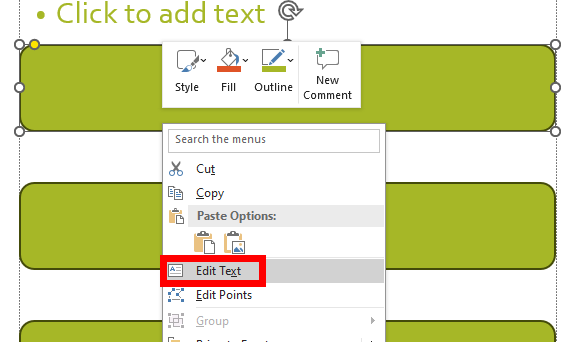 • Click to add text
Style
Fill
Outline
New
Comment
Search the menus
Cut
Copy
Paste Options:
Edit Text
Edit Points
Group